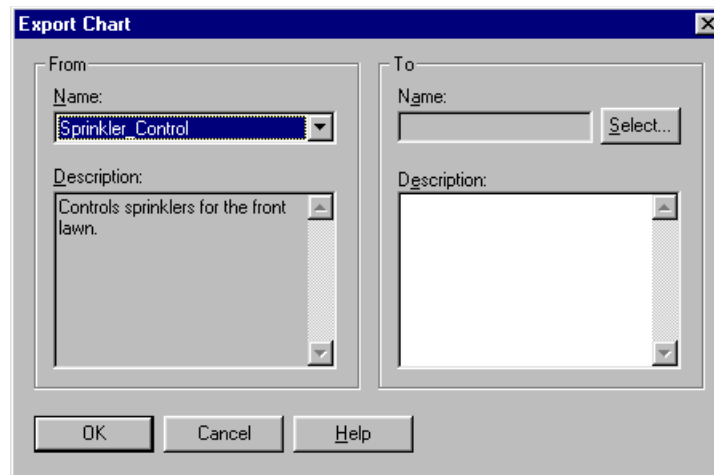 Export Chart
From
Name:
Sprinkler_Control
Description:
Controls sprinklers for the front
lawn.
To
Name:
Select...
Description:
OK
Cancel
Help